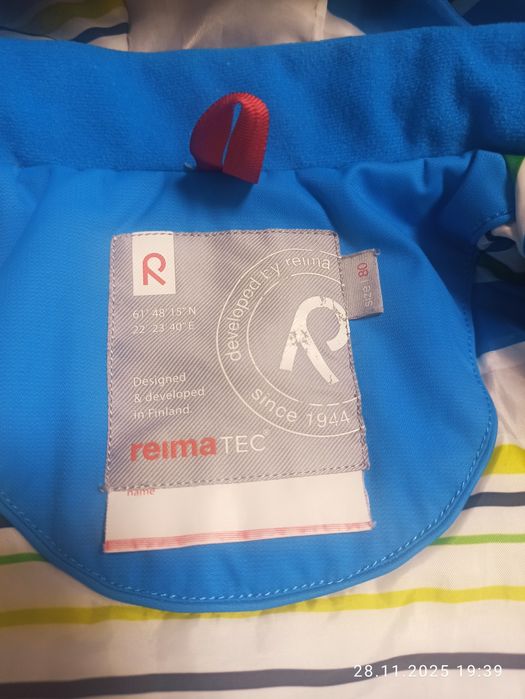 R
61° 48' 15"N
22° 23' 40"E
Designed
& developed
in Finland
reimaTEC®
developed by reima
R
since 1944
size | 80
name
28.11.2025 19:39